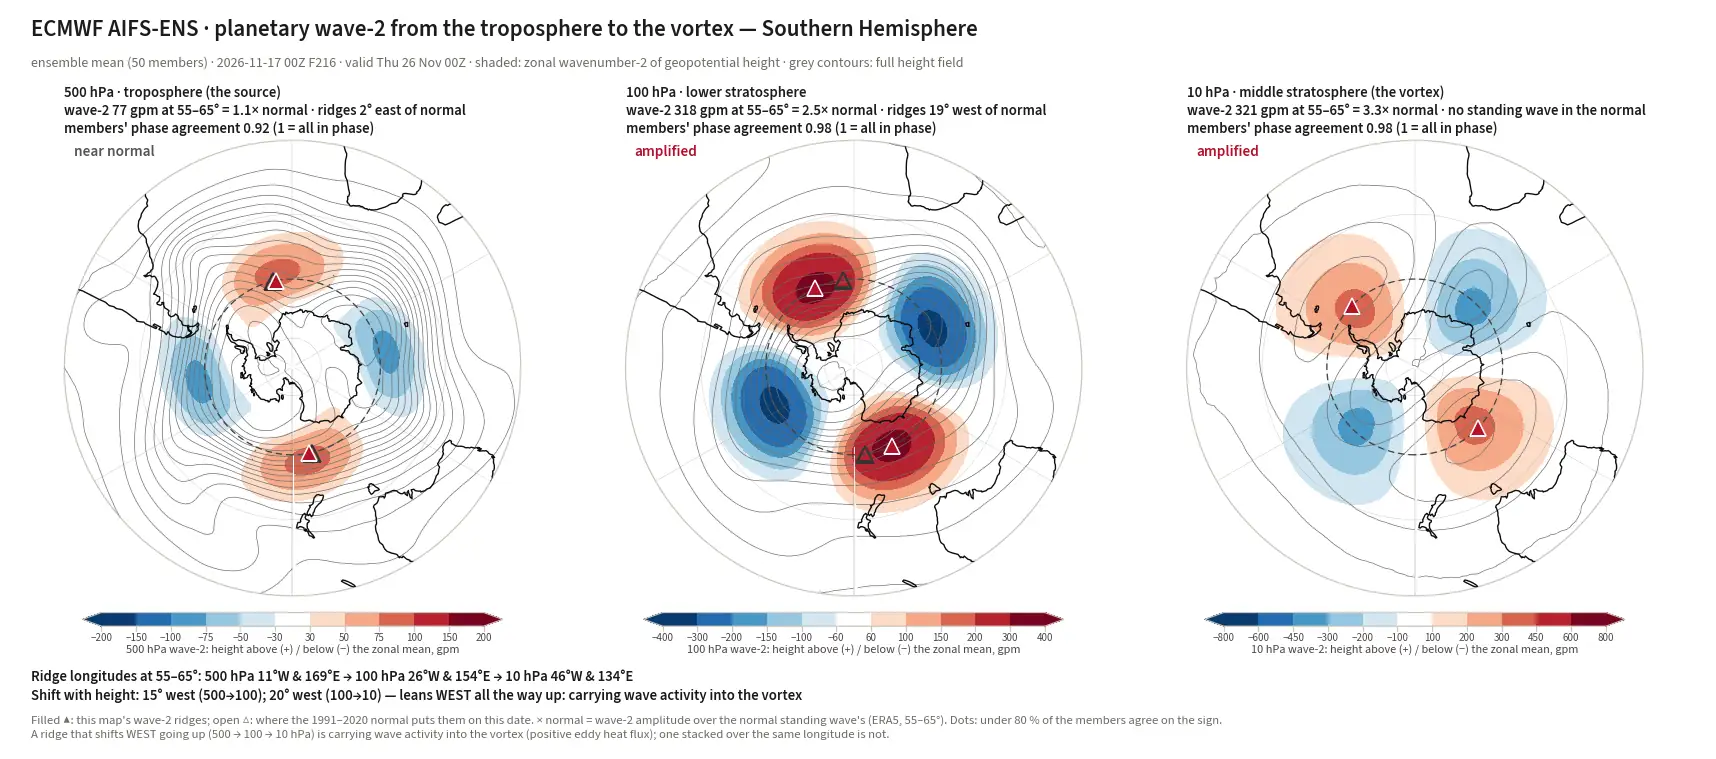 ECMWF AIFS-ENS · planetary wave-2 from the troposphere to the vortex — Southern Hemisphere
ensemble mean (50 members) · 2026-11-17 00Z F216 · valid Thu 26 Nov 00Z · shaded: zonal wavenumber-2 of geopotential height · grey contours: full height field
500 hPa · troposphere (the source)
wave-2 77 gpm at 55–65° = 1.1× normal · ridges 2° east of normal
members' phase agreement 0.92 (1 = all in phase)
near normal
100 hPa · lower stratosphere
wave-2 318 gpm at 55–65° = 2.5× normal · ridges 19° west of normal
members' phase agreement 0.98 (1 = all in phase)
amplified
10 hPa · middle stratosphere (the vortex)
wave-2 321 gpm at 55–65° = 3.3× normal · no standing wave in the normal
members' phase agreement 0.98 (1 = all in phase)
amplified
−200 −150 −100 −75 −50 −30 30 50 75 100 150 200
500 hPa wave-2: height above (+) / below (−) the zonal mean, gpm
−400 −300 −200 −150 −100 −60 60 100 150 200 300 400
100 hPa wave-2: height above (+) / below (−) the zonal mean, gpm
−800 −600 −450 −300 −200 −100 100 200 300 450 600 800
10 hPa wave-2: height above (+) / below (−) the zonal mean, gpm
Ridge longitudes at 55–65°: 500 hPa 11°W & 169°E → 100 hPa 26°W & 154°E → 10 hPa 46°W & 134°E
Shift with height: 15° west (500→100); 20° west (100→10) — leans WEST all the way up: carrying wave activity into the vortex
Filled ▲: this map's wave-2 ridges; open △: where the 1991–2020 normal puts them on this date. × normal = wave-2 amplitude over the normal standing wave's (ERA5, 55–65°). Dots: under 80 % of the members agree on the sign.
A ridge that shifts WEST going up (500 → 100 → 10 hPa) is carrying wave activity into the vortex (positive eddy heat flux); one stacked over the same longitude is not.